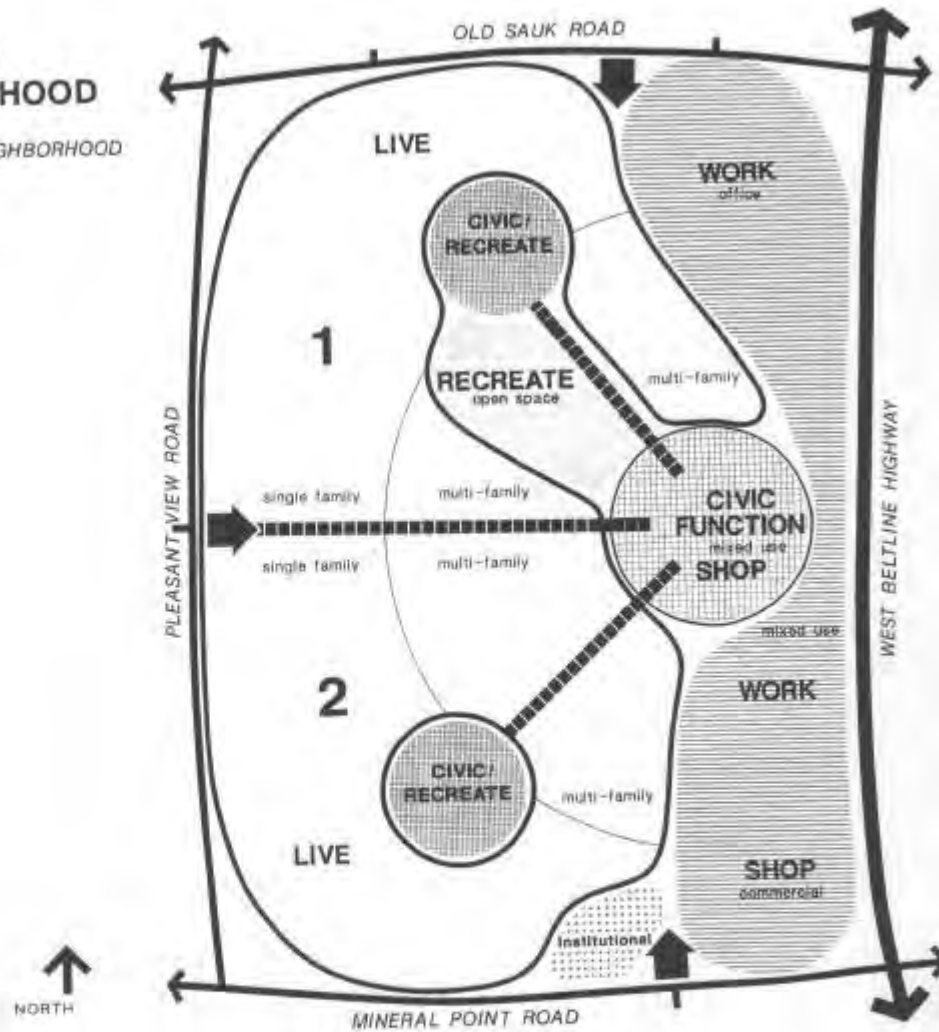 OLD SAUK ROAD
HOOD
GHBORHOOD
LIVE
WORK
office
CIVIC/
RECREATE
1
RECREATE
open space
multi-family
PLEASANT VIEW ROAD
WEST BELTLINE HIGHWAY
single family
multi-family
CIVIC
FUNCTION
mixed use
SHOP
single family
multi-family
mixed use
2
WORK
CIVIC/
RECREATE
multi-family
LIVE
SHOP
commercial
Institutional
NORTH
MINERAL POINT ROAD